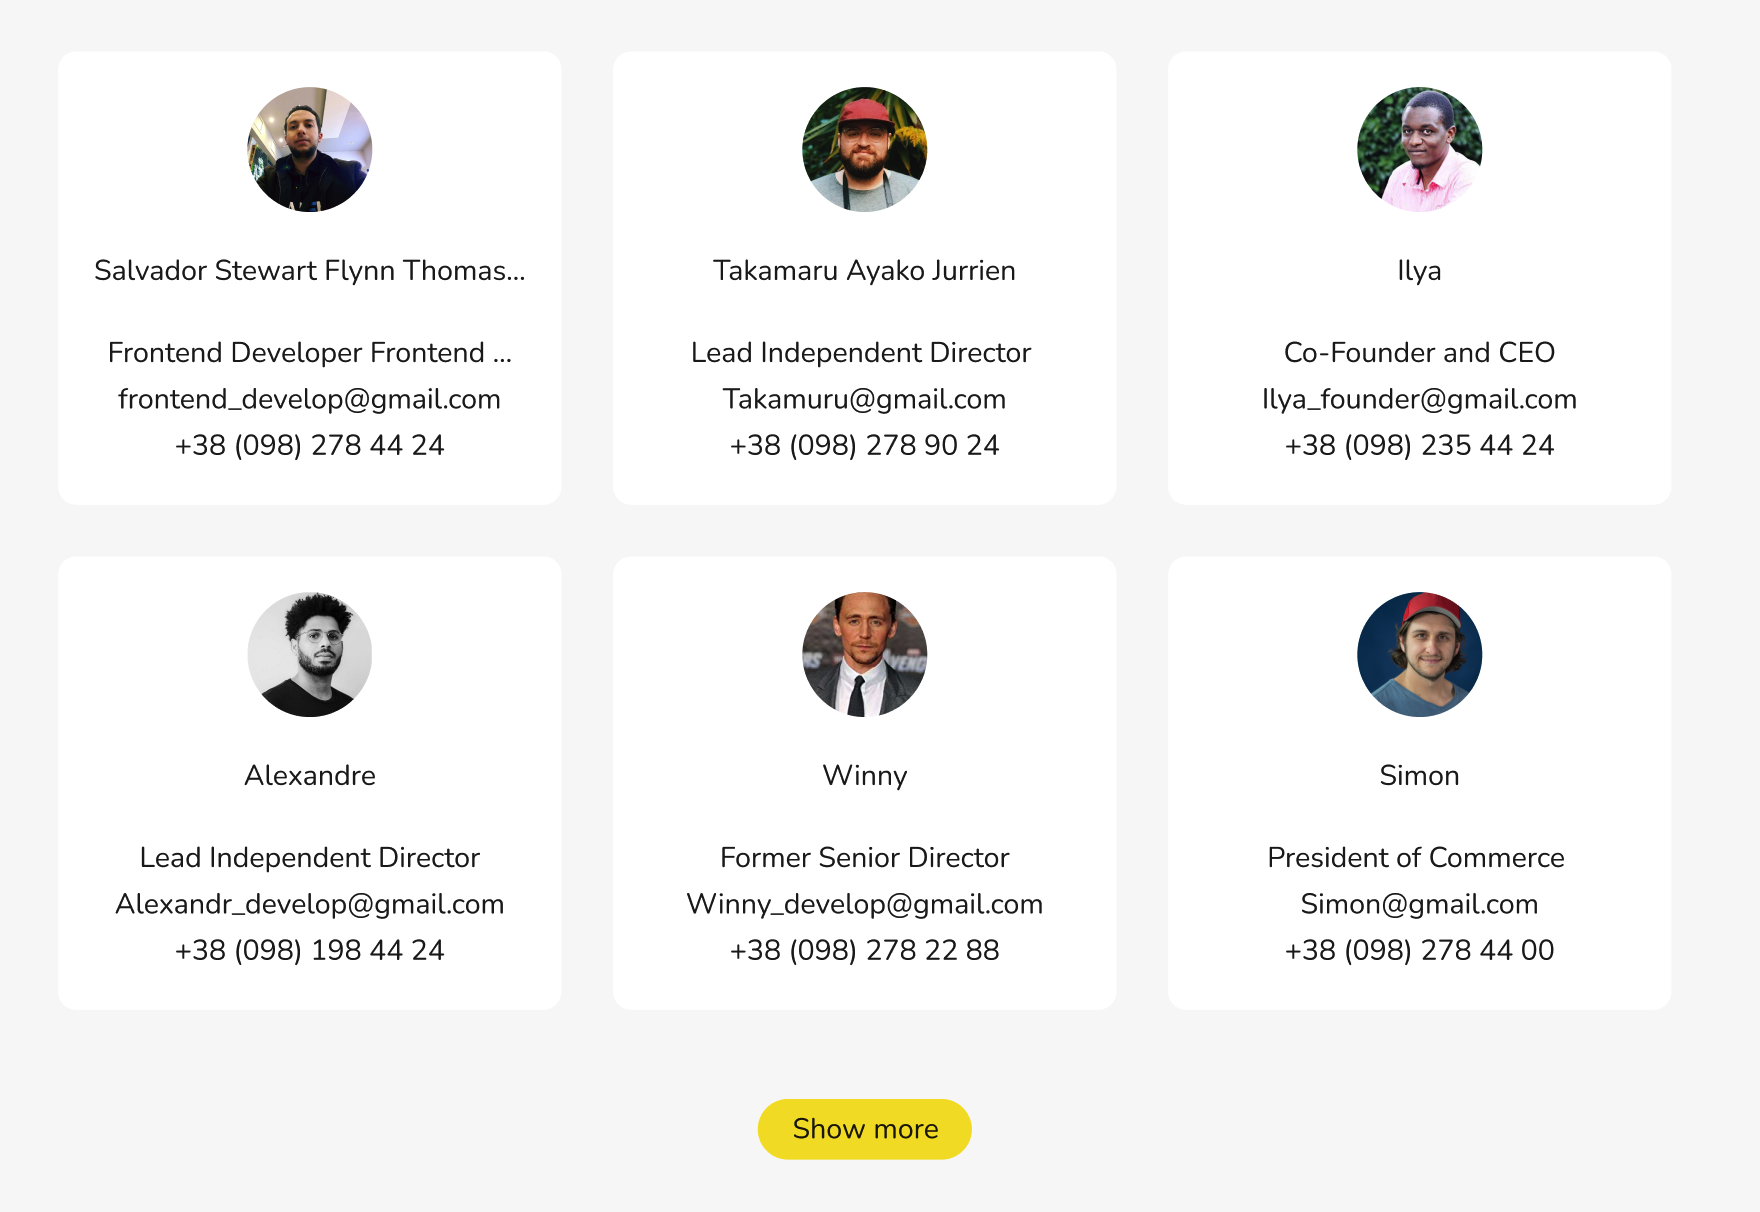 Salvador Stewart Flynn Thomas...
Frontend Developer Frontend ...
frontend_develop@gmail.com
+38 (098) 278 44 24
Takamaru Ayako Jurrien
Lead Independent Director
Takamuru@gmail.com
+38 (098) 278 90 24
Ilya
Co-Founder and CEO
Ilya_founder@gmail.com
+38 (098) 235 44 24
Alexandre
Lead Independent Director
Alexandr_develop@gmail.com
+38 (098) 198 44 24
Winny
Former Senior Director
Winny_develop@gmail.com
+38 (098) 278 22 88
Simon
President of Commerce
Simon@gmail.com
+38 (098) 278 44 00
Show more